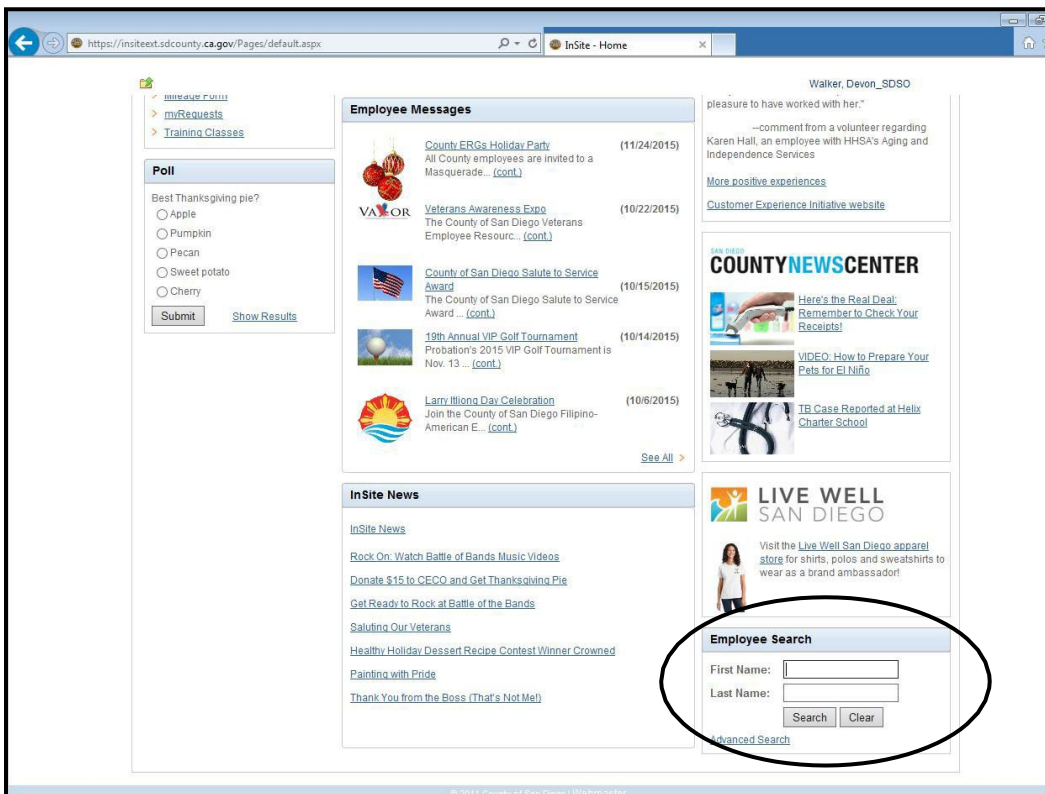 https://insiteext.sdcounty.ca.gov/Pages/default.aspx
InSite - Home
Walker, Devon_SDSO
Mileage Form
myRequests
Training Classes
Poll
Best Thanksgiving pie?
Apple
Pumpkin
Pecan
Sweet potato
Cherry
Submit
Show Results
Employee Messages
County ERGs Holiday Party (11/24/2015)
All County employees are invited to a
Masquerade... (cont.)
VALOR
Veterans Awareness Expo (10/22/2015)
The County of San Diego Veterans
Employee Resourc... (cont.)
County of San Diego Salute to Service
Award (10/15/2015)
The County of San Diego Salute to Service
Award ... (cont.)
19th Annual VIP Golf Tournament (10/14/2015)
Probation's 2015 VIP Golf Tournament is
Nov. 13 ... (cont.)
Larry Itliong Day Celebration (10/6/2015)
Join the County of San Diego Filipino-
American E... (cont.)
See All >
InSite News
InSite News
Rock On: Watch Battle of Bands Music Videos
Donate $15 to CECO and Get Thanksgiving Pie
Get Ready to Rock at Battle of the Bands
Saluting Our Veterans
Healthy Holiday Dessert Recipe Contest Winner Crowned
Painting with Pride
Thank You from the Boss (That's Not Me!)
pleasure to have worked with her."
--comment from a volunteer regarding
Karen Hall, an employee with HHSA's Aging and
Independence Services
More positive experiences
Customer Experience Initiative website
SAN DIEGO
COUNTYNEWSCENTER
Here's the Real Deal:
Remember to Check Your
Receipts!
VIDEO: How to Prepare Your
Pets for El Niño
TB Case Reported at Helix
Charter School
LIVE WELL
SAN DIEGO
Visit the Live Well San Diego apparel
store for shirts, polos and sweatshirts to
wear as a brand ambassador!
Employee Search
First Name:
Last Name:
Search Clear
Advanced Search
© 2011 County of San Diego | Webmaster